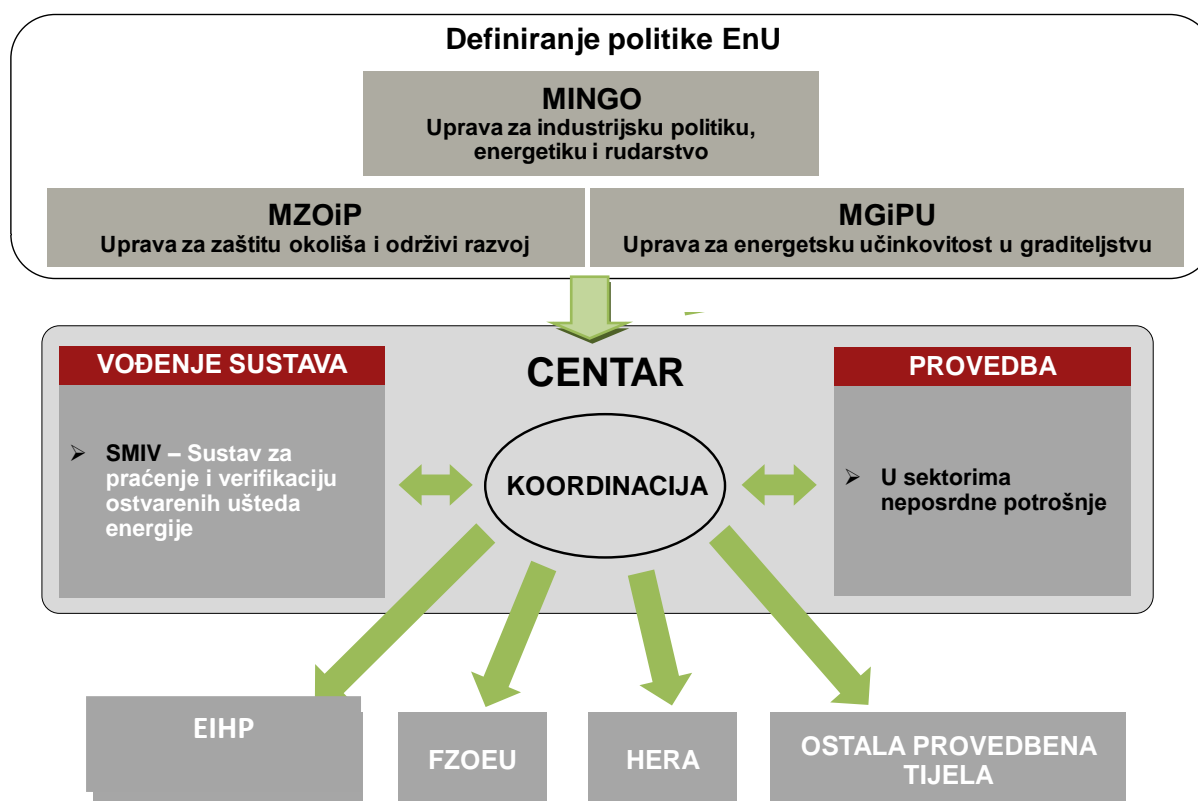 Definiranje politike EnU
MINGO
Uprava za industrijsku politiku,
energetiku i rudarstvo
MZOiP
Uprava za zaštitu okoliša i održivi razvoj
MGiPU
Uprava za energetsku učinkovitost u graditeljstvu
VOĐENJE SUSTAVA
➢ SMIV – Sustav za
praćenje i verifikaciju
ostvarenih ušteda
energije
CENTAR
KOORDINACIJA
PROVEDBA
➢ U sektorima
neposrdne potrošnje
EIHP
FZOEU
HERA
OSTALA PROVEDBENA
TIJELA